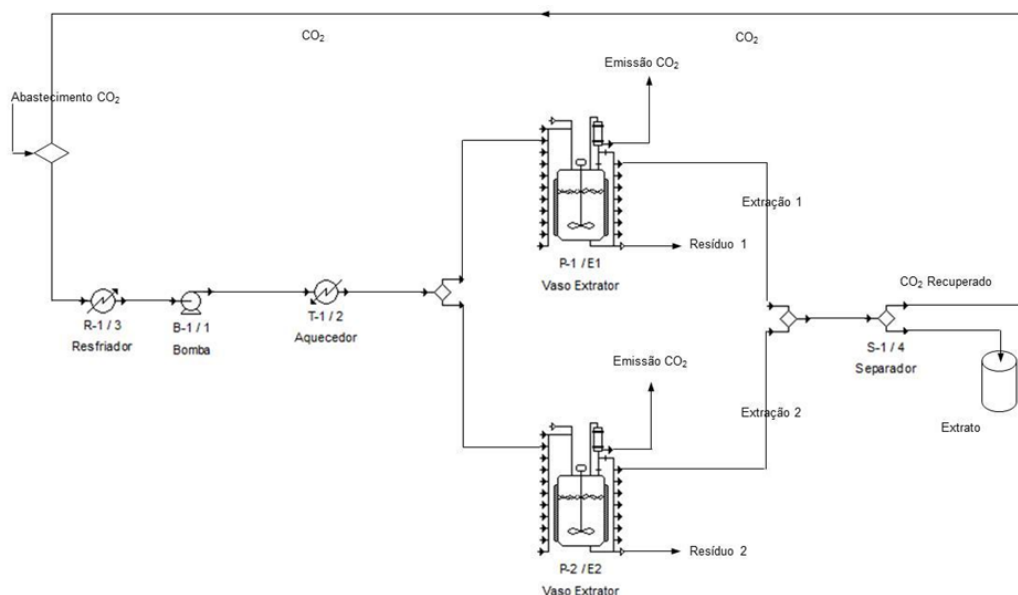 CO₂
CO₂
Emissão CO₂
Abastecimento CO₂
Extração 1
Resíduo 1
P-1 / E1
Vaso Extrator
CO₂ Recuperado
R-1 / 3
Resfriador
B-1 / 1
Bomba
T-1 / 2
Aquecedor
S-1 / 4
Separador
Emissão CO₂
Extração 2
Extrato
Resíduo 2
P-2 / E2
Vaso Extrator